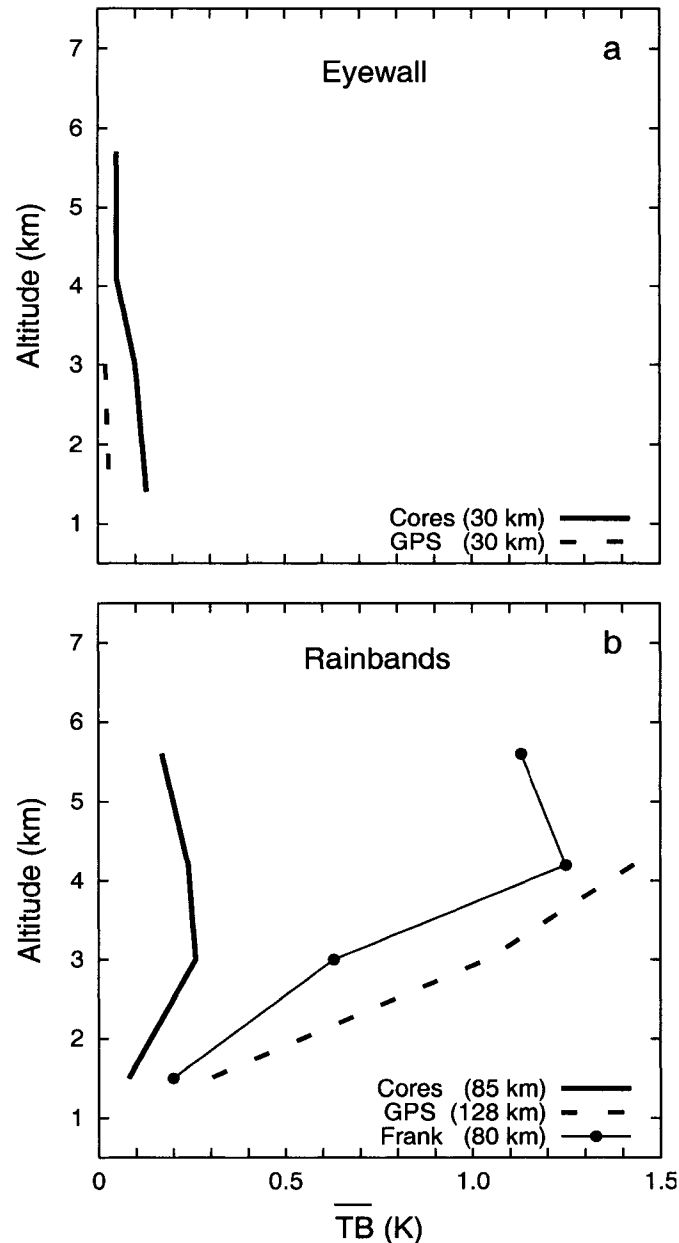 a
Eyewall
7
6
5
4
3
2
1
Altitude (km)
Cores (30 km)
GPS (30 km)
b
Rainbands
7
6
5
4
3
2
1
Altitude (km)
Cores (85 km)
GPS (128 km)
Frank (80 km)
0 0.5 1.0 1.5
TB (K)